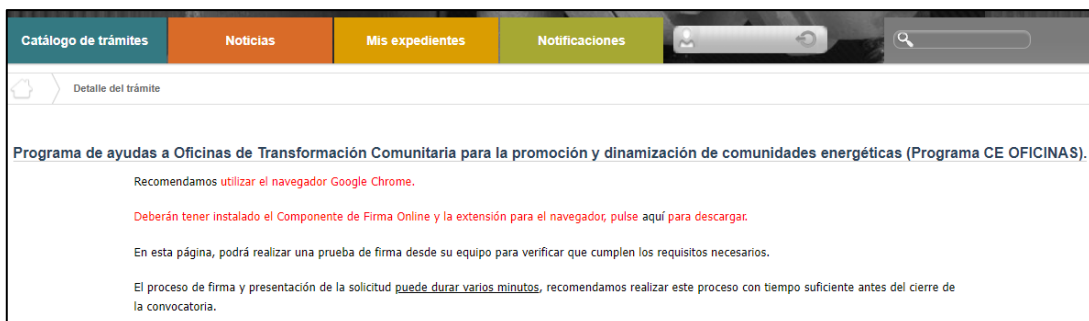 Catálogo de trámites
Noticias
Mis expedientes
Notificaciones
Detalle del trámite
Programa de ayudas a Oficinas de Transformación Comunitaria para la promoción y dinamización de comunidades energéticas (Programa CE OFICINAS).
Recomendamos utilizar el navegador Google Chrome.
Deberán tener instalado el Componente de Firma Online y la extensión para el navegador, pulse aquí para descargar.
En esta página, podrá realizar una prueba de firma desde su equipo para verificar que cumplen los requisitos necesarios.
El proceso de firma y presentación de la solicitud puede durar varios minutos, recomendamos realizar este proceso con tiempo suficiente antes del cierre de
la convocatoria.